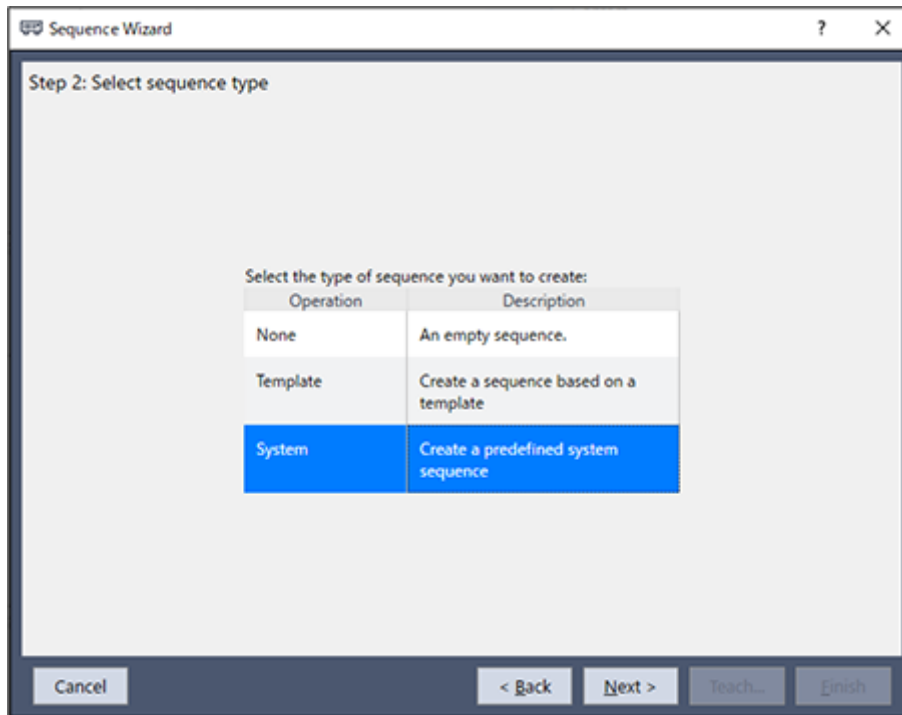 Sequence Wizard ? ×
Step 2: Select sequence type
Select the type of sequence you want to create:
Operation Description
None An empty sequence.
Template Create a sequence based on a
template
System Create a predefined system
sequence
Cancel < Back Next > Teach... Finish